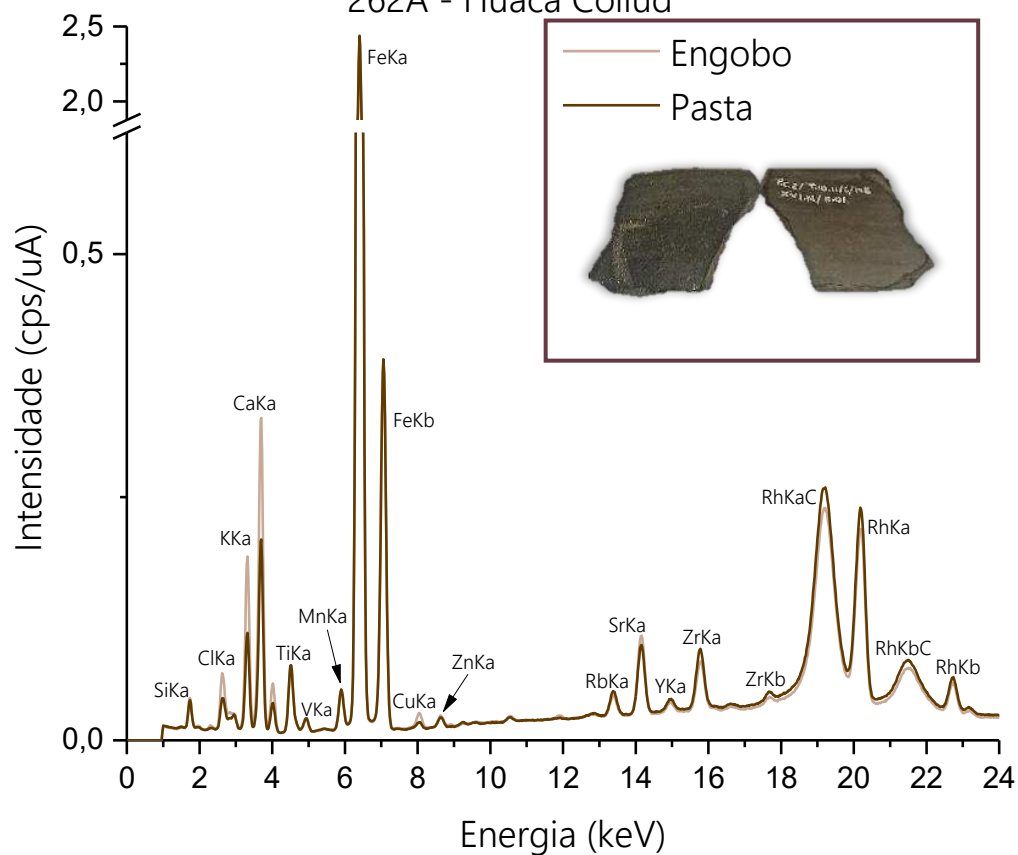 262A - Huaca Collud
2,5
2,0
0,5
0,0
Intensidade (cps/uA)
Engobo
Pasta
FeKa
FeKb
CaKa
KKa
ClKa
SiKa
TiKa
VKa
MnKa
CuKa
ZnKa
RbKa
SrKa
YKa
ZrKa
ZrKb
RhKaC
RhKa
RhKbC
RhKb
0 2 4 6 8 10 12 14 16 18 20 22 24
Energia (keV)